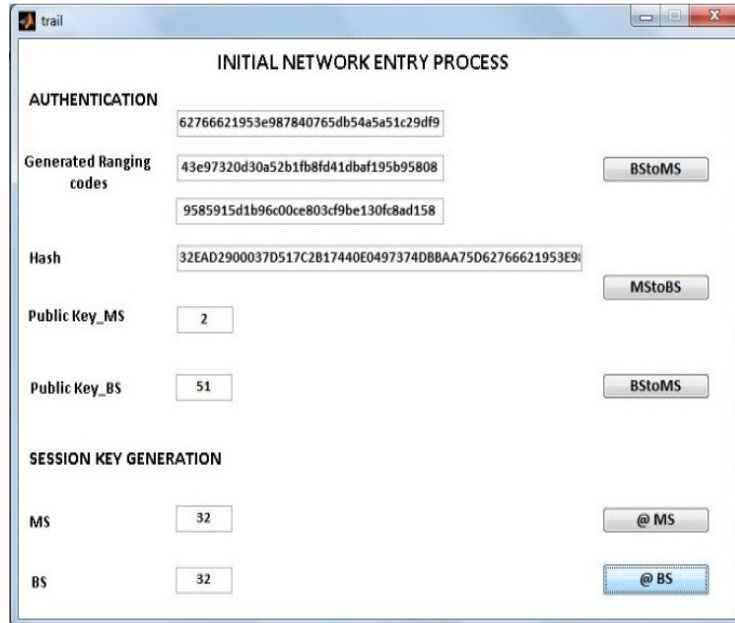 trail
INITIAL NETWORK ENTRY PROCESS
AUTHENTICATION
62766621953e987840765db54a5a51c29df9
Generated Ranging codes
43e97320d30a52b1fb8fd41dbaf195b95808
BStoMS
9585915d1b96c00ce803cf9be130fc8ad158
Hash
32EAD2900037D517C2B17440E0497374DBBAA75D62766621953E98
MStoBS
Public Key_MS
2
Public Key_BS
51
BStoMS
SESSION KEY GENERATION
MS
32
@ MS
BS
32
@ BS